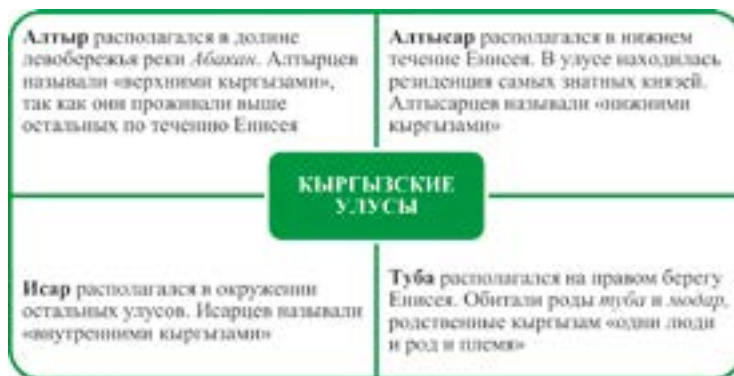 Алтыр располагался в долине
левобережья реки Абакан. Алтырцев
называли «верхними кыргызами»,
так как они проживали выше
остальных по течению Енисея
Алтысар располагался в нижнем
течение Енисея. В улусе находилась
резиденция самых знатных князей.
Алтысарцев называли «нижними
кыргызами»
КЫРГЫЗСКИЕ
УЛУСЫ
Исар располагался в окружении
остальных улусов. Исарцев называли
«внутренними кыргызами»
Туба располагался на правом берегу
Енисея. Обитали роды туба и модар,
родственные кыргызам «одни люди
и род и племя»